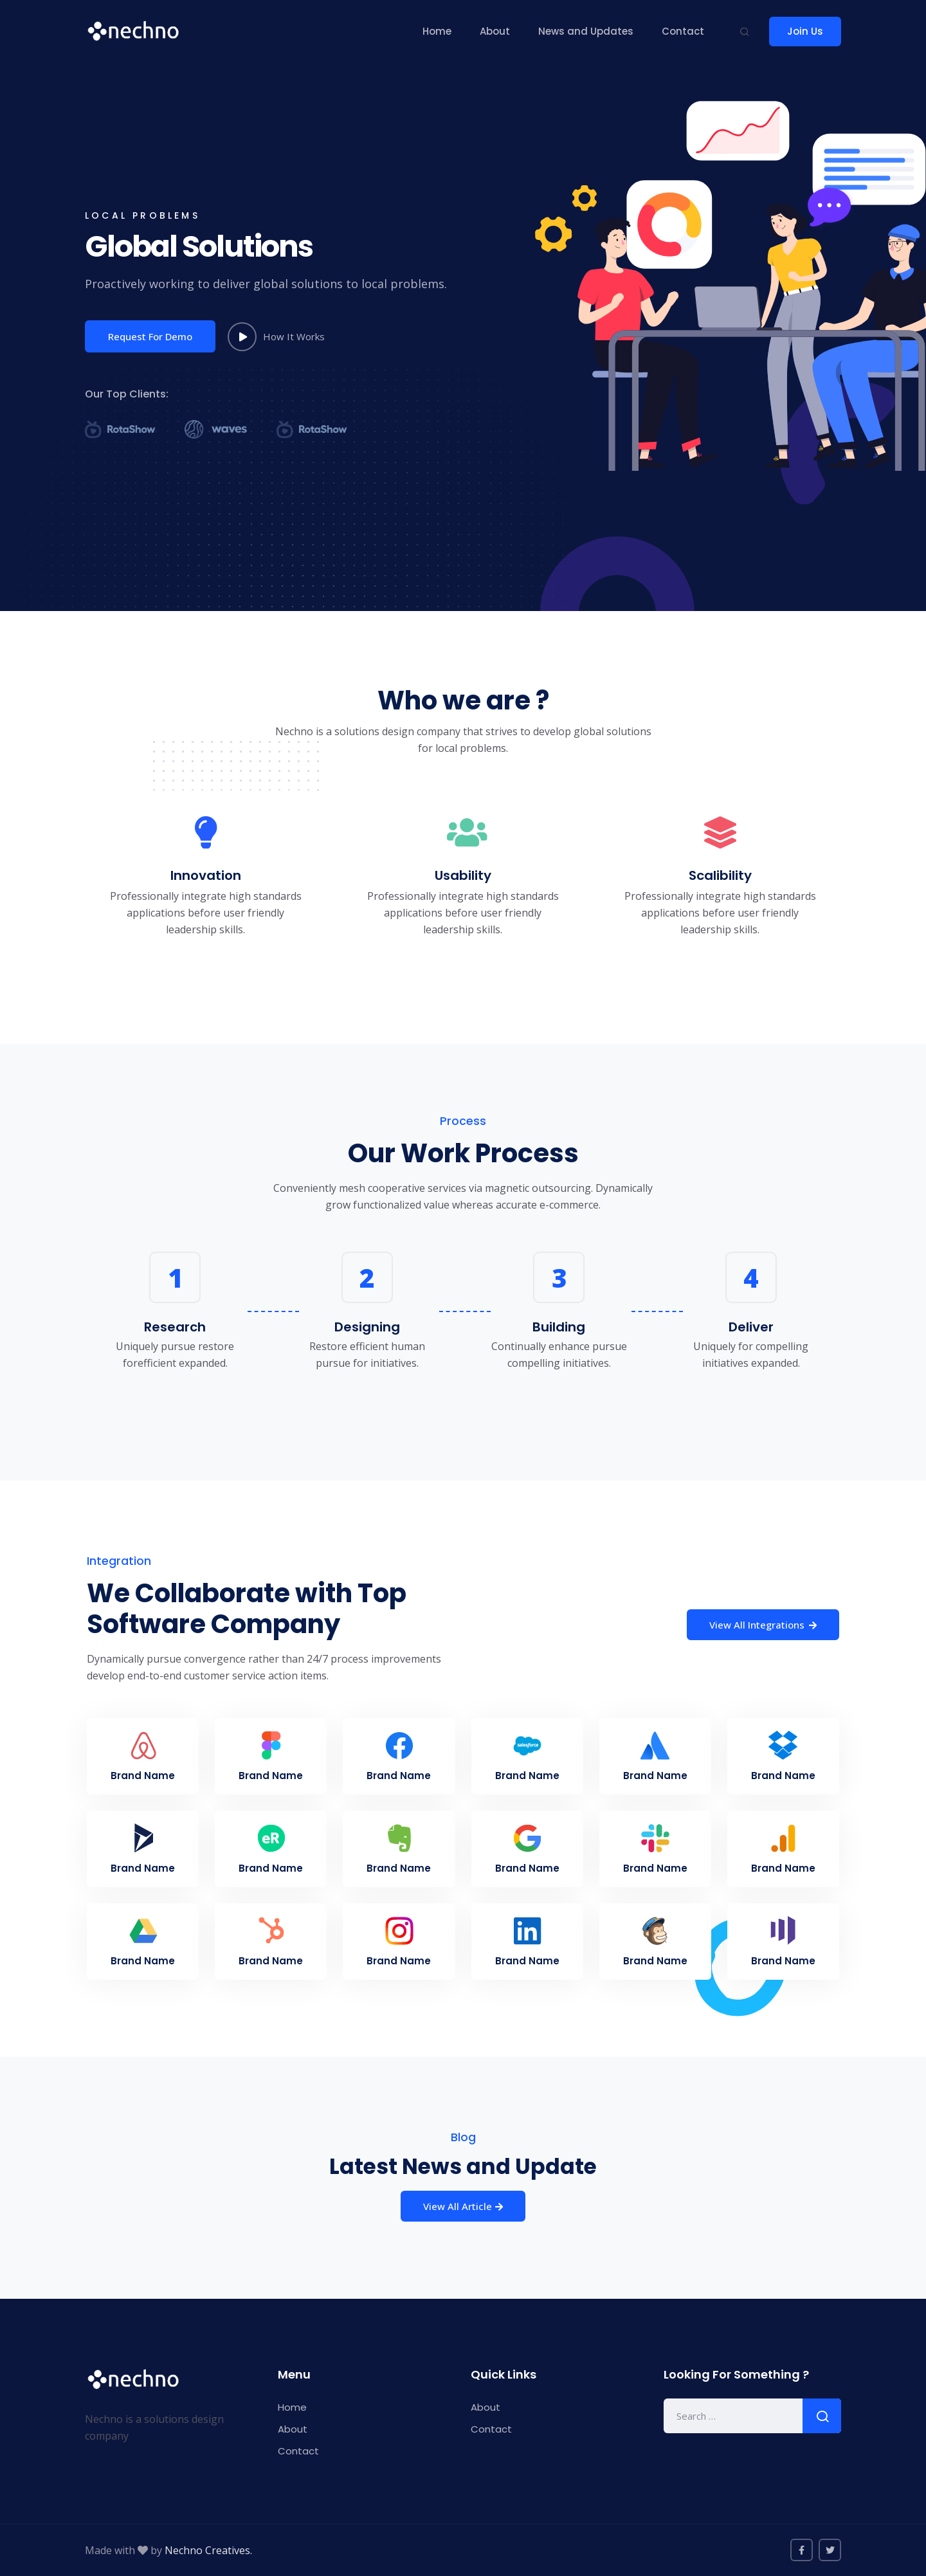 nechno
Home About News and Updates Contact Join Us
LOCAL PROBLEMS
Global Solutions
Proactively working to deliver global solutions to local problems.
Request For Demo How It Works
Our Top Clients:
RotaShow waves RotaShow
Who we are ?
Nechno is a solutions design company that strives to develop global solutions
for local problems.
Innovation
Professionally integrate high standards
applications before user friendly
leadership skills.
Usability
Professionally integrate high standards
applications before user friendly
leadership skills.
Scalibility
Professionally integrate high standards
applications before user friendly
leadership skills.
Process
Our Work Process
Conveniently mesh cooperative services via magnetic outsourcing. Dynamically
grow functionalized value whereas accurate e-commerce.
1
Research
Uniquely pursue restore
forefficient expanded.
2
Designing
Restore efficient human
pursue for initiatives.
3
Building
Continually enhance pursue
compelling initiatives.
4
Deliver
Uniquely for compelling
initiatives expanded.
Integration
We Collaborate with Top
Software Company
Dynamically pursue convergence rather than 24/7 process improvements
develop end-to-end customer service action items.
View All Integrations
salesforce
Brand Name Brand Name Brand Name Brand Name Brand Name Brand Name
eR
Brand Name Brand Name Brand Name Brand Name Brand Name Brand Name
in
Brand Name Brand Name Brand Name Brand Name Brand Name Brand Name
Blog
Latest News and Update
View All Article
nechno
Nechno is a solutions design
company
Menu
Home
About
Contact
Quick Links
About
Contact
Looking For Something ?
Search …
Made with by Nechno Creatives.